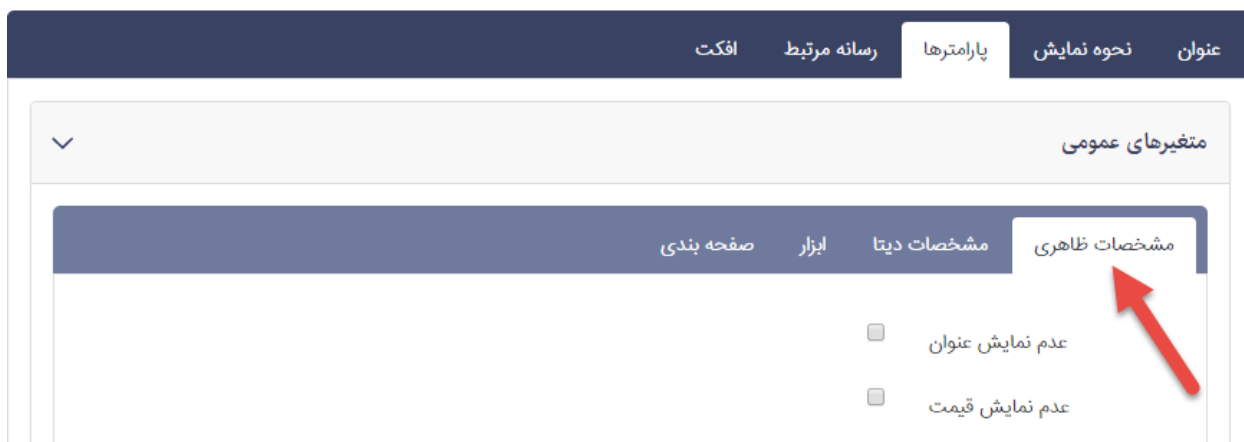 عنوان نحوه نمایش پارامترها رسانه مرتبط افکت
متغیرهای عمومی
مشخصات ظاهری مشخصات دیتا ابزار صفحه بندی
عدم نمایش عنوان
عدم نمایش قیمت